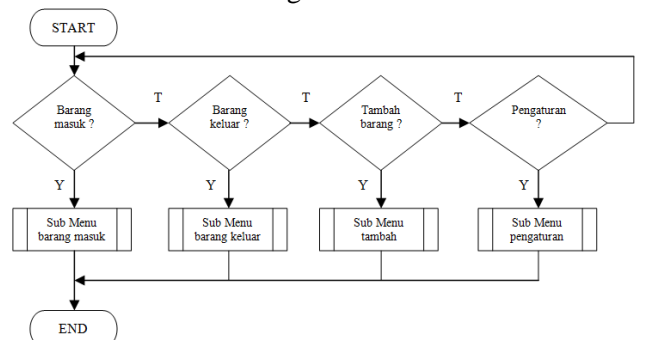 START
Barang
masuk ?
T
Barang
keluar ?
T
Tambah
barang ?
T
Pengaturan
?
Y
Y
Y
Y
Sub Menu
barang masuk
Sub Menu
barang keluar
Sub Menu
tambah
Sub Menu
pengaturan
END